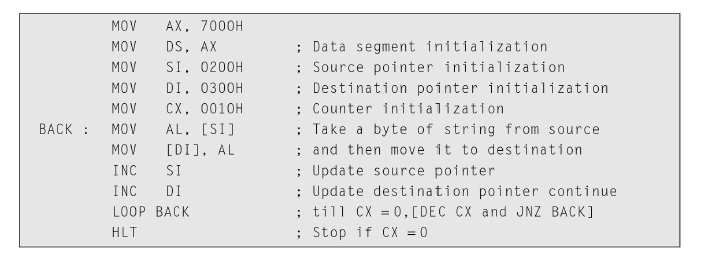 MOV AX, 7000H
MOV DS, AX ; Data segment initialization
MOV SI, 0200H ; Source pointer initialization
MOV DI, 0300H ; Destination pointer initialization
MOV CX, 0010H ; Counter initialization
BACK : MOV AL, [SI] ; Take a byte of string from source
MOV [DI], AL ; and then move it to destination
INC SI ; Update source pointer
INC DI ; Update destination pointer continue
LOOP BACK ; till CX = 0,[DEC CX and JNZ BACK]
HLT ; Stop if CX = 0